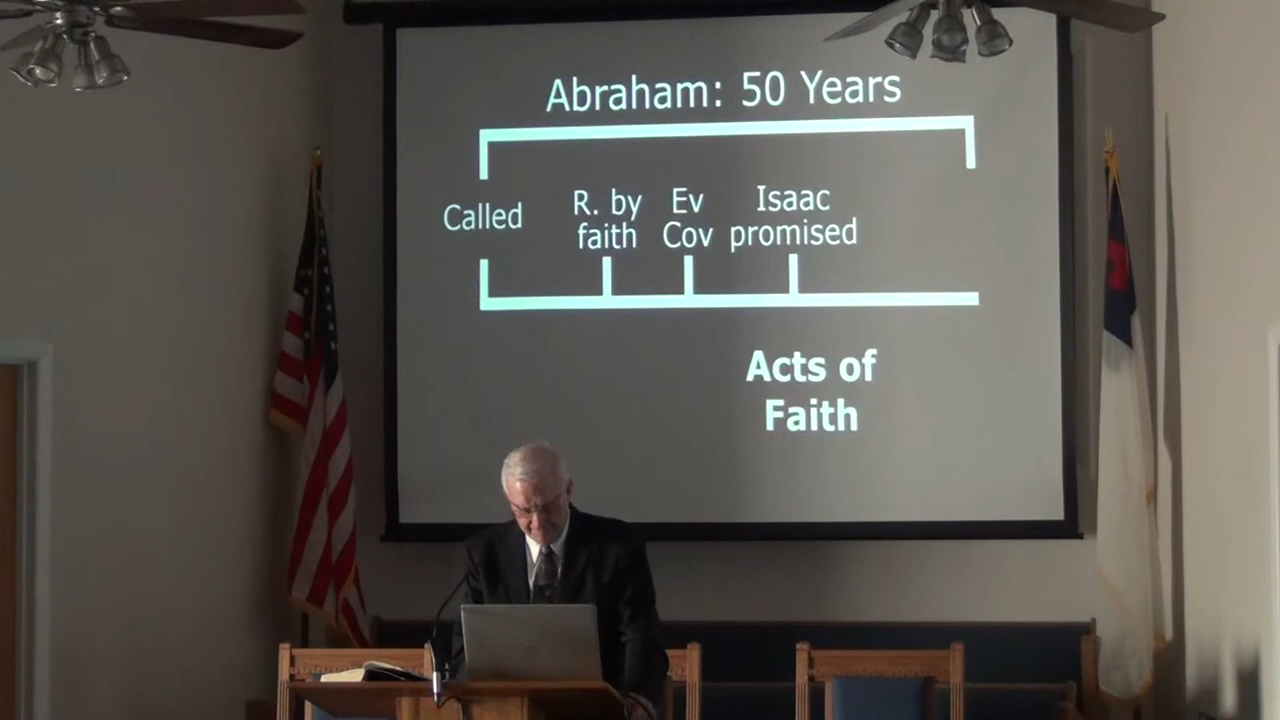 Abraham: 50 Years
Called
R. by
faith
Ev
Cov
Isaac
promised
Acts of
Faith